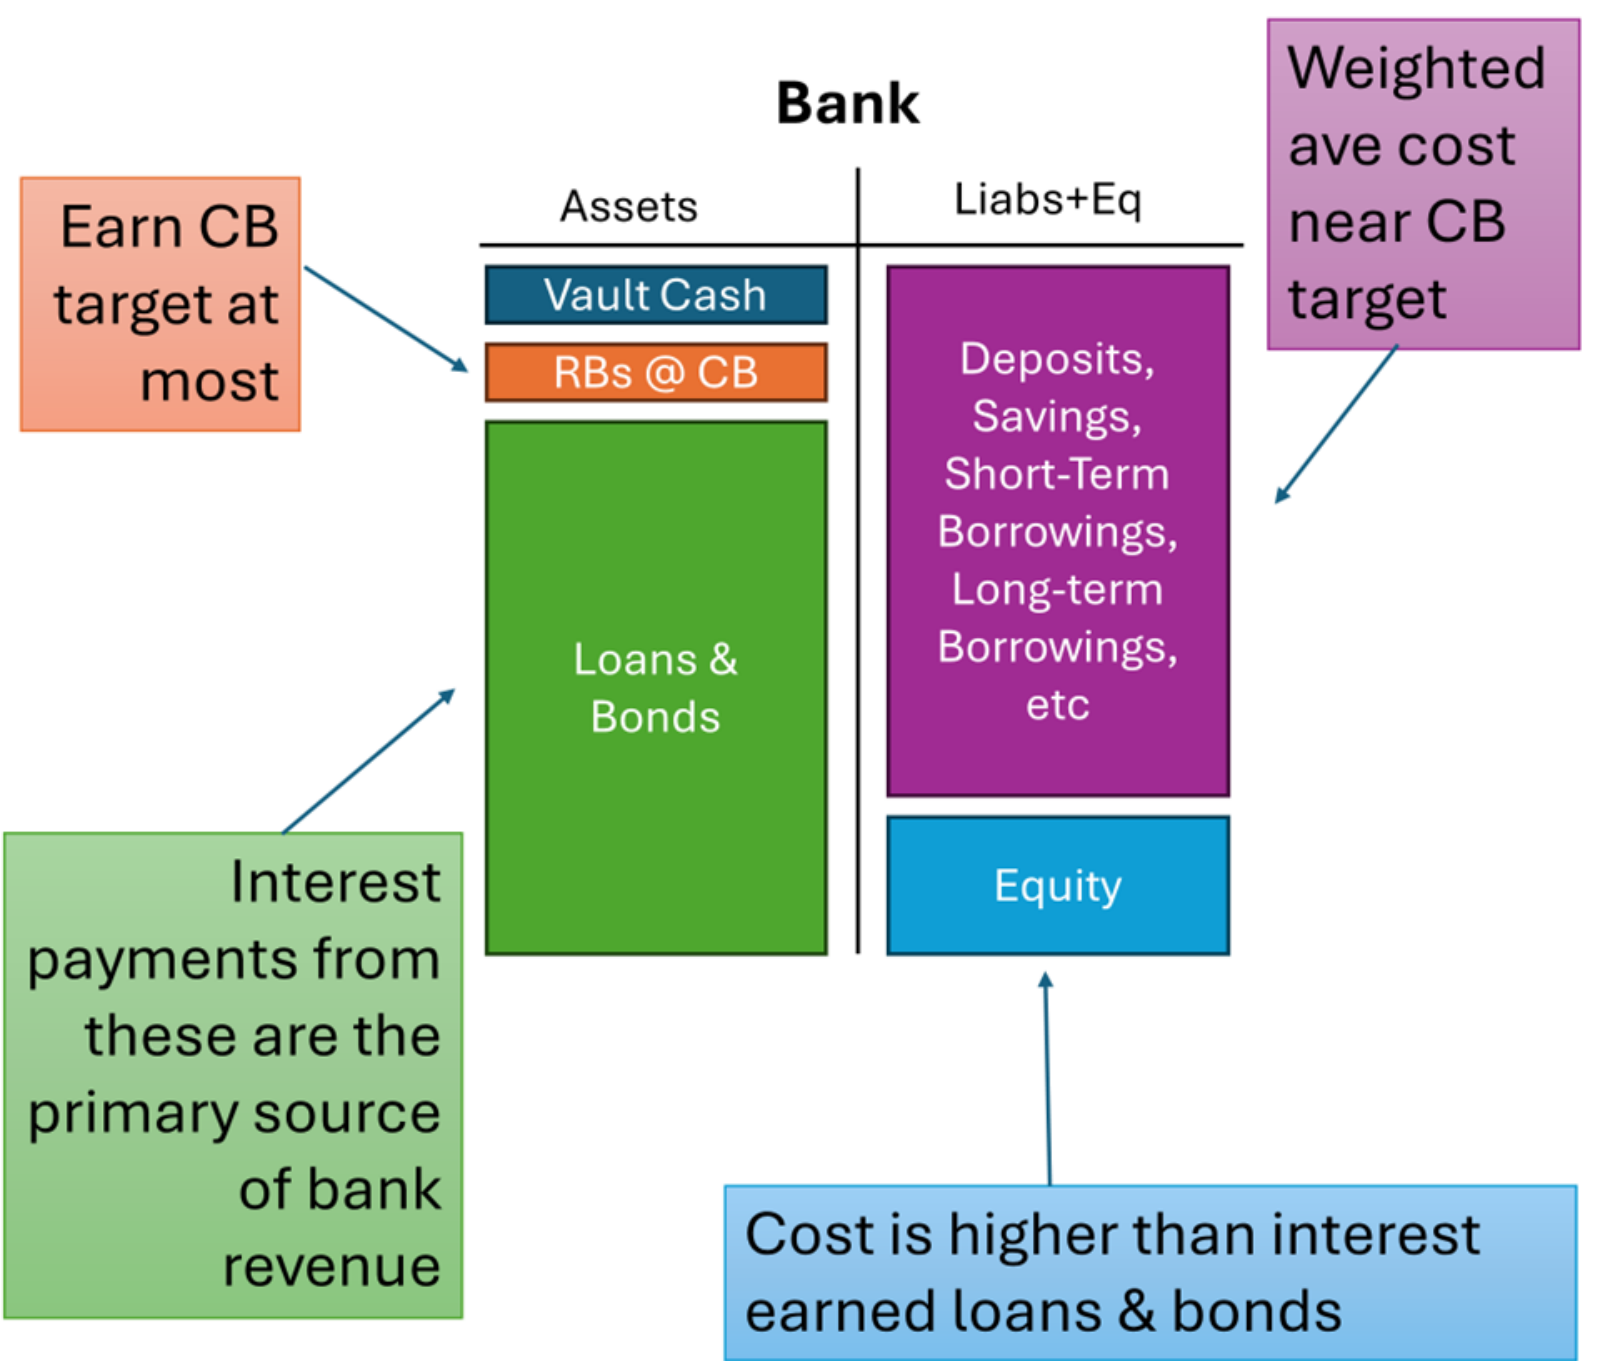 Bank
Assets
Liabs+Eq
Earn CB
target at
most
Vault Cash
RBs @ CB
Loans &
Bonds
Interest
payments from
these are the
primary source
of bank
revenue
Weighted
ave cost
near CB
target
Deposits,
Savings,
Short-Term
Borrowings,
Long-term
Borrowings,
etc
Equity
Cost is higher than interest
earned loans & bonds